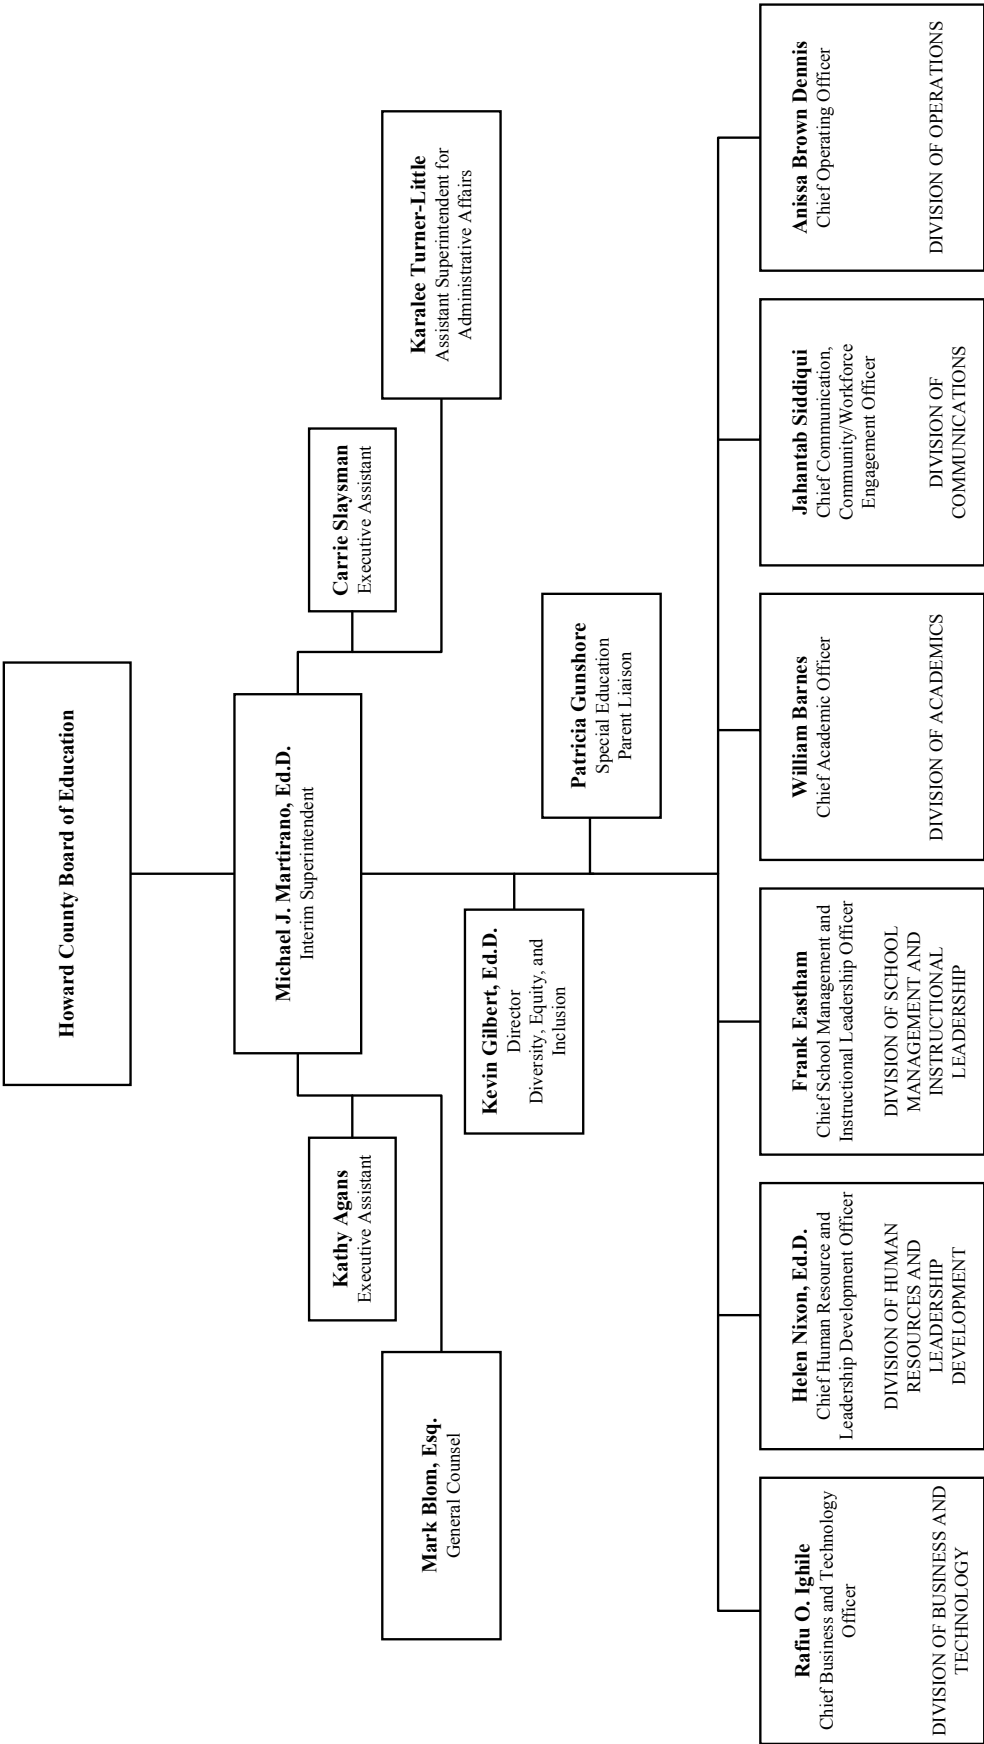 Howard County Board of Education
Michael J. Martirano, Ed.D.
Interim Superintendent
Kathy Agans
Executive Assistant
Carrie Slaysman
Executive Assistant
Mark Blom, Esq.
General Counsel
Karalee Turner-Little
Assistant Superintendent for
Administrative Affairs
Kevin Gilbert, Ed.D.
Director
Diversity, Equity, and
Inclusion
Patricia Gunshore
Special Education
Parent Liaison
Rafiu O. Ighile
Chief Business and Technology
Officer
DIVISION OF BUSINESS AND
TECHNOLOGY
Helen Nixon, Ed.D.
Chief Human Resource and
Leadership Development Officer
DIVISION OF HUMAN
RESOURCES AND
LEADERSHIP
DEVELOPMENT
Frank Eastham
Chief School Management and
Instructional Leadership Officer
DIVISION OF SCHOOL
MANAGEMENT AND
INSTRUCTIONAL
LEADERSHIP
William Barnes
Chief Academic Officer
DIVISION OF ACADEMICS
Jahantab Siddiqui
Chief Communication,
Community/Workforce
Engagement Officer
DIVISION OF
COMMUNICATIONS
Anissa Brown Dennis
Chief Operating Officer
DIVISION OF OPERATIONS